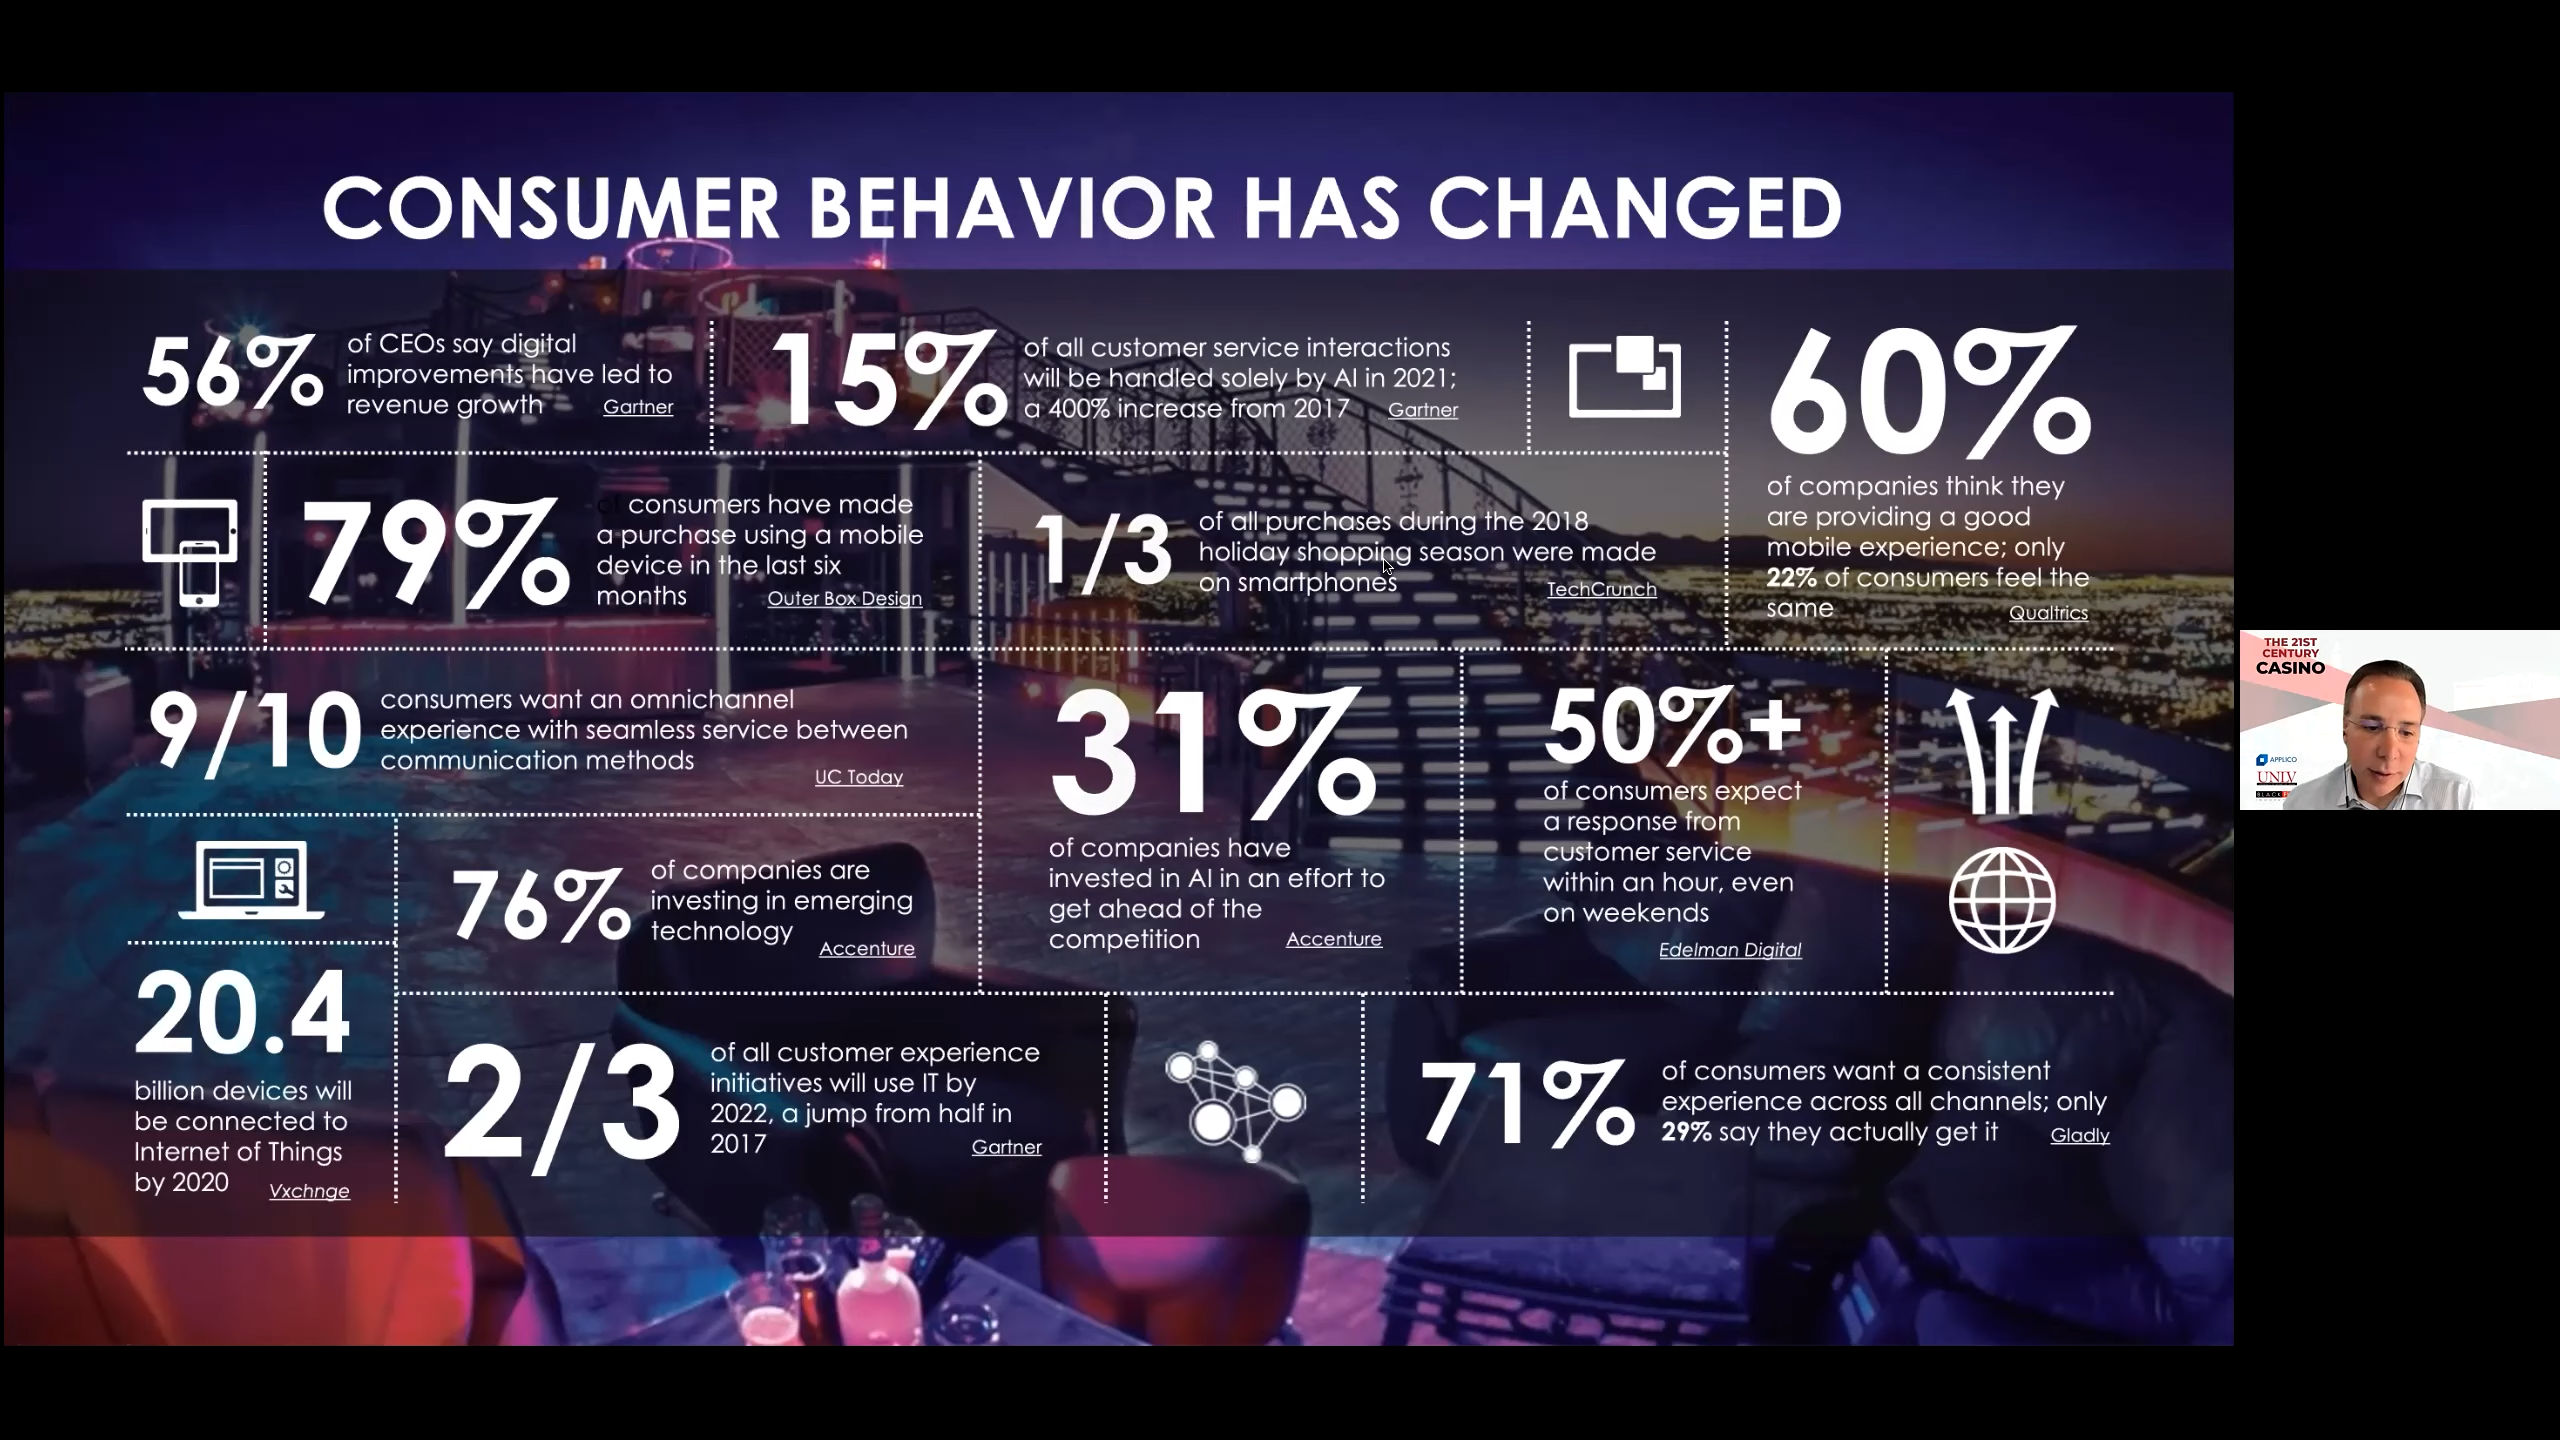 CONSUMER BEHAVIOR HAS CHANGED
56%
of CEOs say digital
improvements have led to
revenue growth
Gartner
15%
of all customer service interactions
will be handled solely by AI in 2021;
a 400% increase from 2017
Gartner
60%
of companies think they
are providing a good
mobile experience; only
22% of consumers feel the
same
Qualtrics
79%
of consumers have made
a purchase using a mobile
device in the last six
months
Outer Box Design
1/3
of all purchases during the 2018
holiday shopping season were made
on smartphones
TechCrunch
9/10
consumers want an omnichannel
experience with seamless service between
communication methods
UC Today
31%
of companies have
invested in AI in an effort to
get ahead of the
competition
Accenture
50%+
of consumers expect
a response from
customer service
within an hour, even
on weekends
Edelman Digital
76%
of companies are
investing in emerging
technology
Accenture
20.4
billion devices will
be connected to
Internet of Things
by 2020
Vxchnge
2/3
of all customer experience
initiatives will use IT by
2022, a jump from half in
2017
Gartner
71%
of consumers want a consistent
experience across all channels; only
29% say they actually get it
Gladly
THE 21ST
CENTURY
CASINO
APPLICO
UNLV